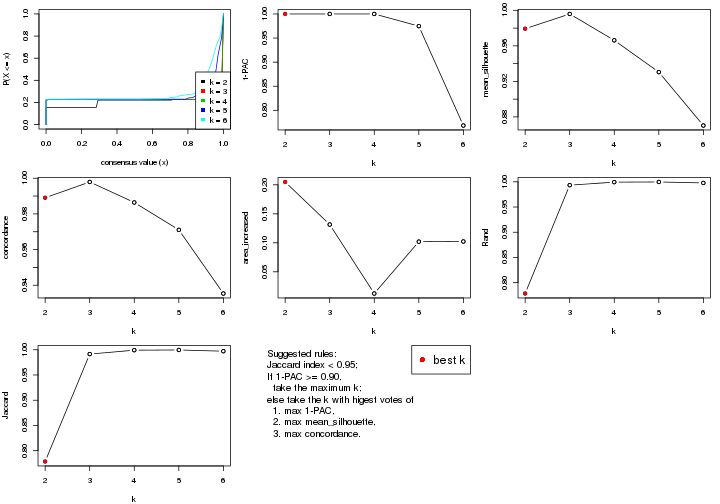 P(X <= x)
0.0 0.2 0.4 0.6 0.8 1.0
0.0 0.2 0.4 0.6 0.8 1.0
consensus value (x)
k = 2
k = 3
k = 4
k = 5
k = 6
1-PAC
0.80 0.85 0.90 0.95 1.00
2 3 4 5 6
k
mean_silhouette
0.88 0.92 0.96 1.00
2 3 4 5 6
k
concordance
0.94 0.96 0.98 1.00
2 3 4 5 6
k
area_increased
0.05 0.10 0.15 0.20
2 3 4 5 6
k
Rand
0.80 0.85 0.90 0.95 1.00
2 3 4 5 6
k
Jaccard
0.80 0.85 0.90 0.95 1.00
2 3 4 5 6
k
Suggested rules:
Jaccard index < 0.95;
If 1-PAC >= 0.90,
take the maximum k;
else take the k with higest votes of
1. max 1-PAC,
2. max mean_silhouette,
3. max concordance.
best k